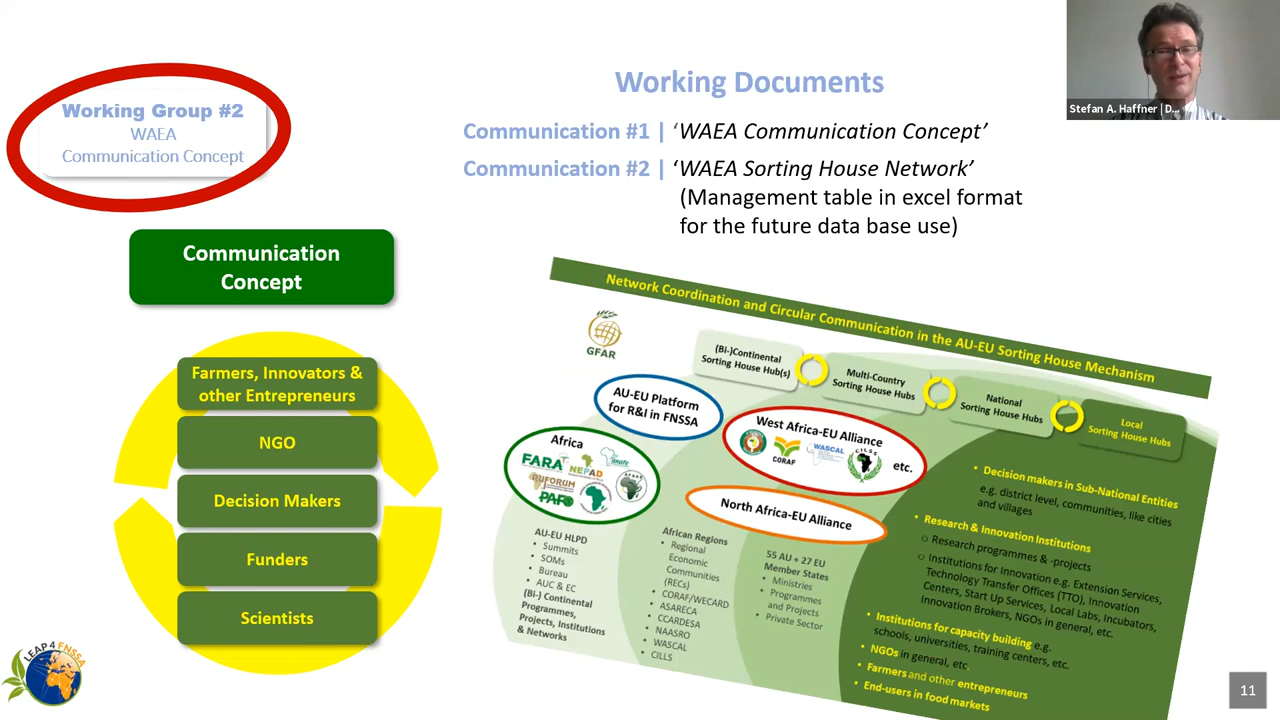 Working Group #2
WAEA
Communication Concept
Working Documents
Communication #1 | ‘WAEA Communication Concept’
Communication #2 | ‘WAEA Sorting House Network’
(Management table in excel format
for the future data base use)
Stefan A. Haffner | D...
Communication
Concept
Farmers, Innovators &
other Entrepreneurs
NGO
Decision Makers
Funders
Scientists
LEAP4FNSSA
Network Coordination and Circular Communication in the AU-EU Sorting House Mechanism
GFAR
(Bi-)Continental
Sorting House Hub(s)
Multi-Country
Sorting House Hubs
National
Sorting House Hubs
Local
Sorting House Hubs
AU-EU Platform
for R&I in FNSSA
West Africa-EU Alliance
CORAF
WASCAL
CILSS
etc.
Africa
FARA
NEPAD
RUFORUM
AFAAS
North Africa-EU Alliance
AU-EU HLPD
• Summits
• SOMs
• Bureau
• AUC & EC
(Bi-) Continental
Programmes,
Projects, Institutions
& Networks
African Regions
• Regional
Economic
Communities
(RECs)
• CORAF/WECARD
• ASARECA
• CCARDESA
• NAASRO
• WASCAL
• CILLS
55 AU + 27 EU
Member States
• Ministries
• Programmes
and Projects
• Private Sector
• Decision makers in Sub-National Entities
e.g. district level, communities, like cities
and villages
• Research & Innovation Institutions
○ Research programmes & -projects
○ Institutions for Innovation e.g. Extension Services,
Technology Transfer Offices (TTO), Innovation
Centers, Start Up Services, Local Labs, Incubators,
Innovation Brokers, NGOs in general, etc.
• Institutions for capacity building e.g.
schools, universities, training centers, etc.
• NGOs in general, etc.
• Farmers and other entrepreneurs
• End-users in food markets
11